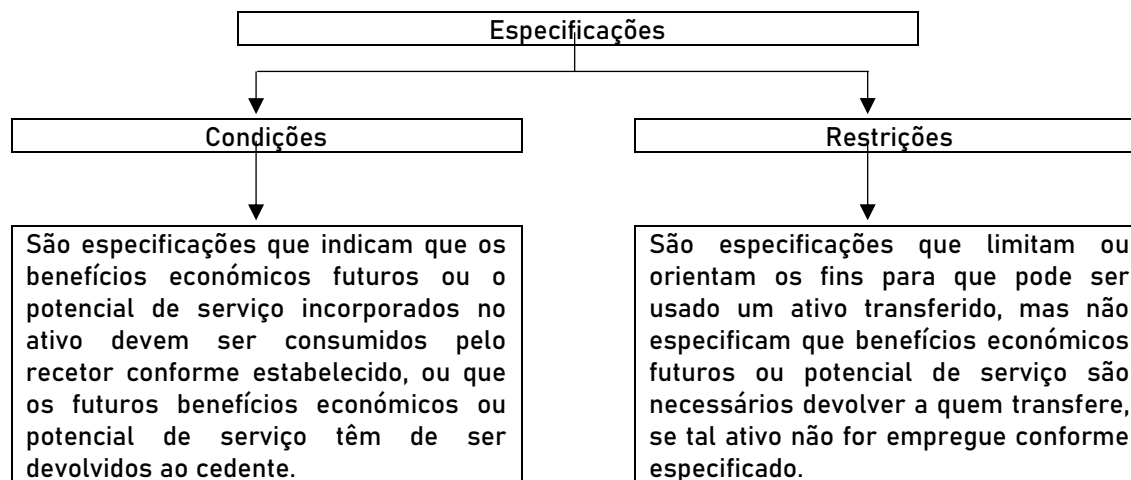 Especificações
Condições
Restrições
São especificações que indicam que os
benefícios económicos futuros ou o
potencial de serviço incorporados no
ativo devem ser consumidos pelo
recetor conforme estabelecido, ou que
os futuros benefícios económicos ou
potencial de serviço têm de ser
devolvidos ao cedente.
São especificações que limitam ou
orientam os fins para que pode ser
usado um ativo transferido, mas não
especificam que benefícios económicos
futuros ou potencial de serviço são
necessários devolver a quem transfere,
se tal ativo não for empregue conforme
especificado.